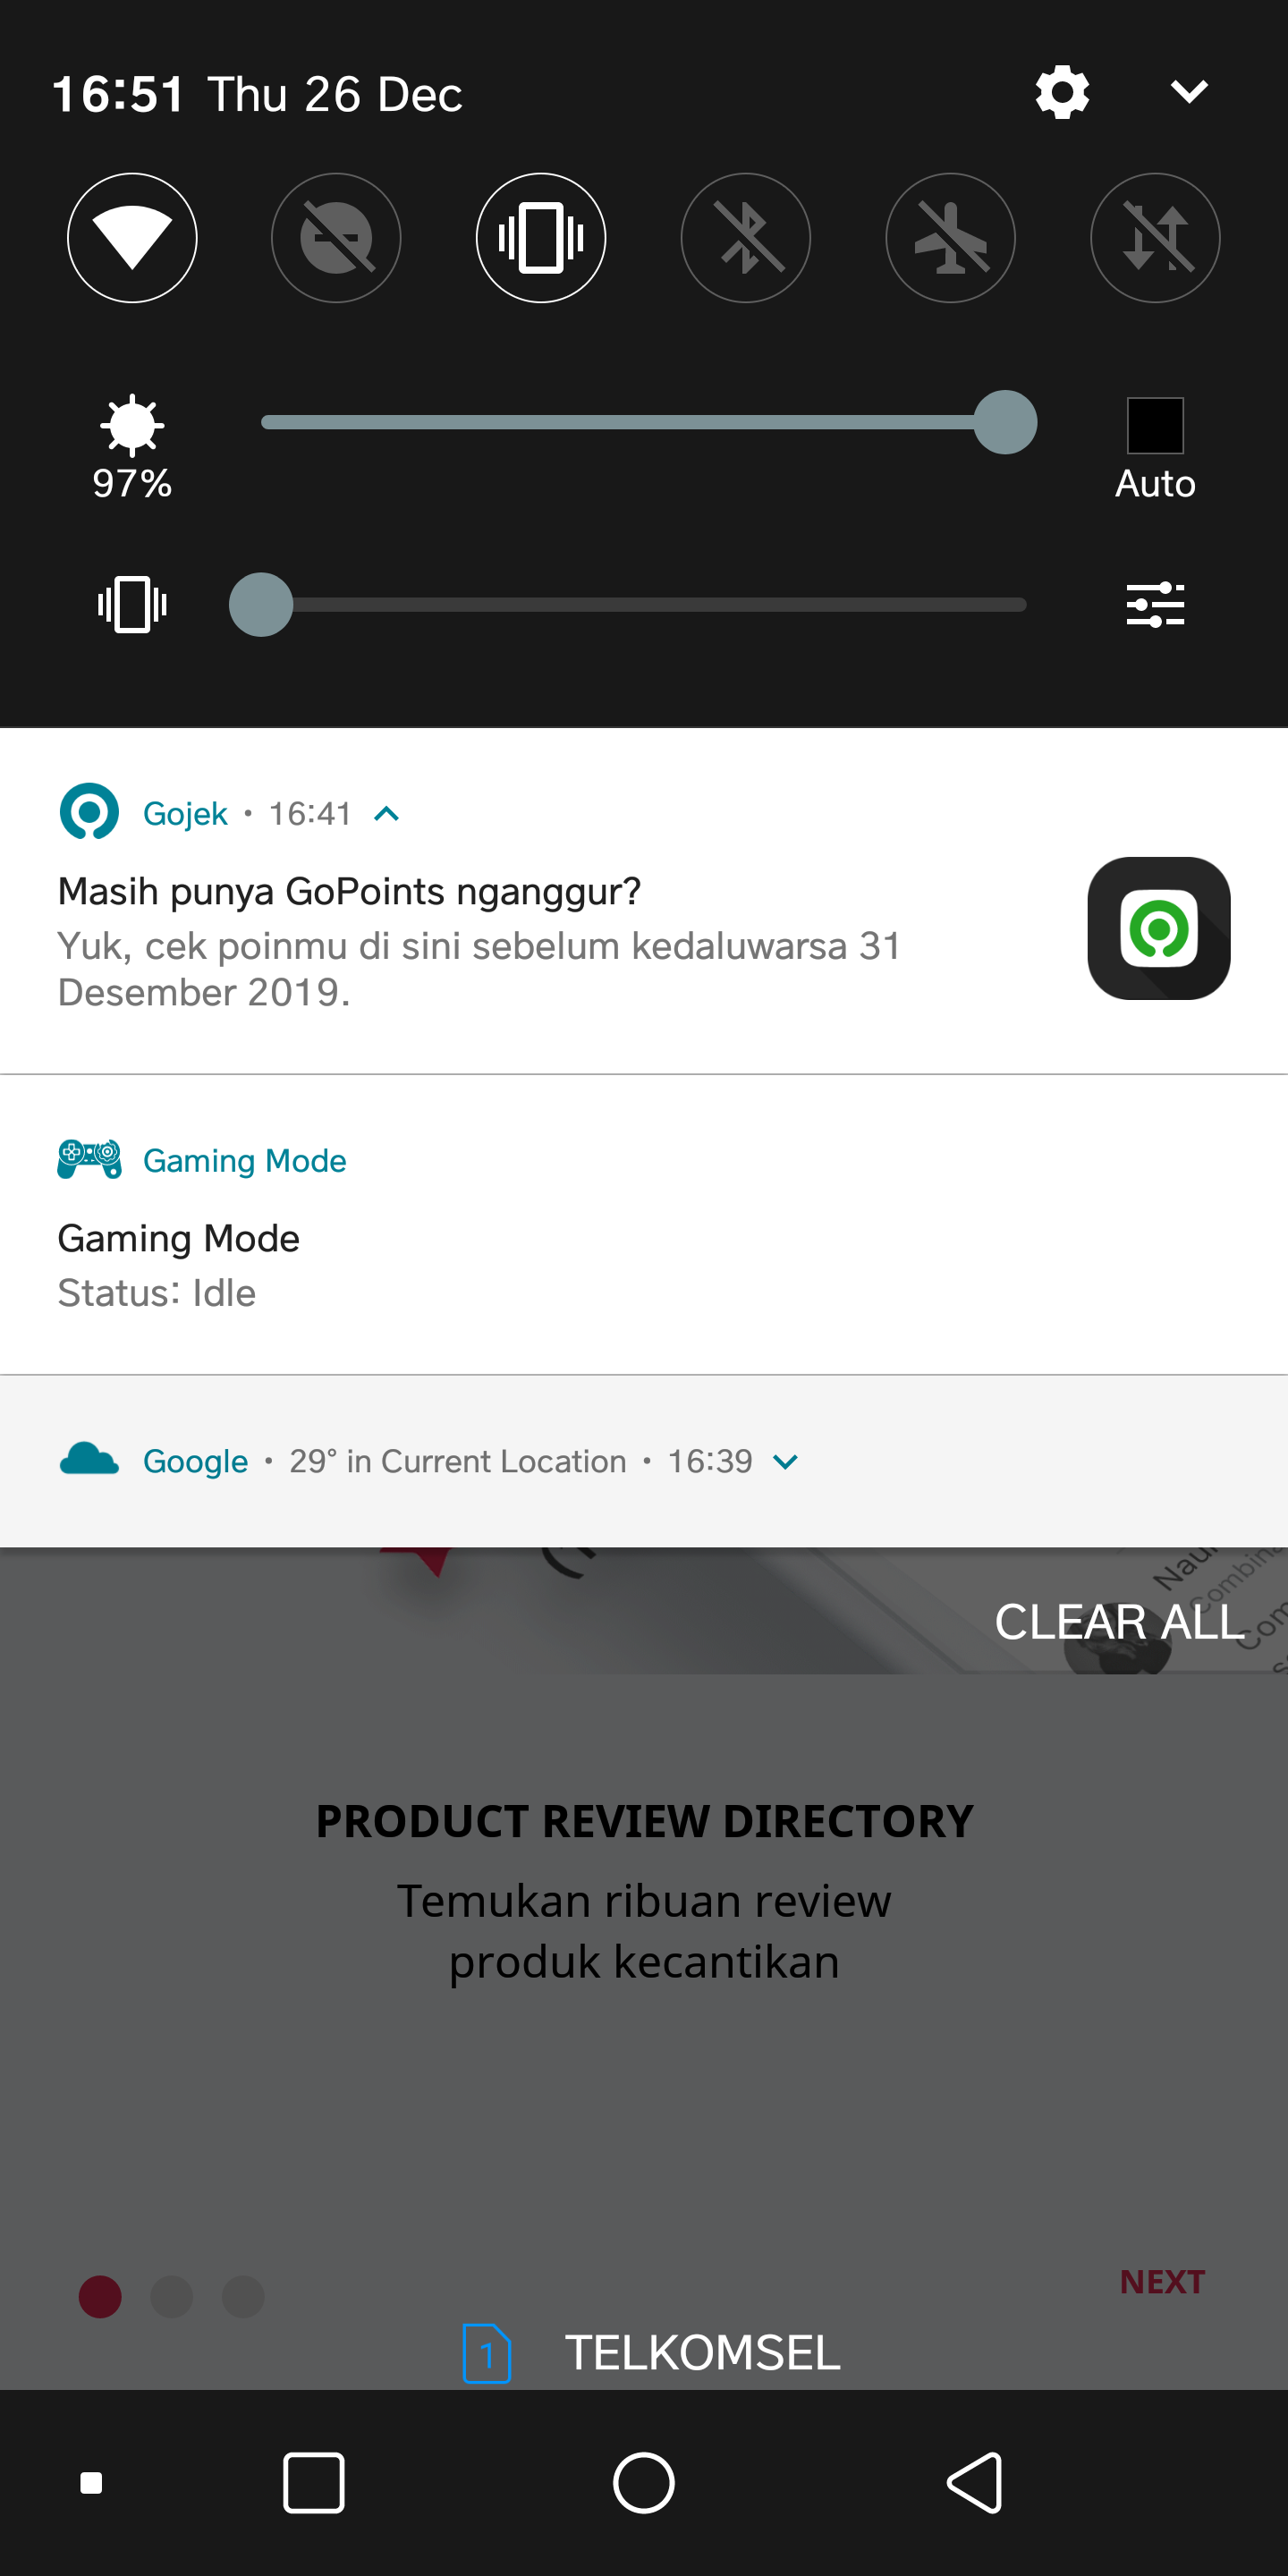 16:51 Thu 26 Dec
97%
Auto
Gojek • 16:41
Masih punya GoPoints nganggur?
Yuk, cek poinmu di sini sebelum kedaluwarsa 31
Desember 2019.
Gaming Mode
Gaming Mode
Status: Idle
Google • 29° in Current Location • 16:39
CLEAR ALL
PRODUCT REVIEW DIRECTORY
Temukan ribuan review
produk kecantikan
NEXT
1 TELKOMSEL